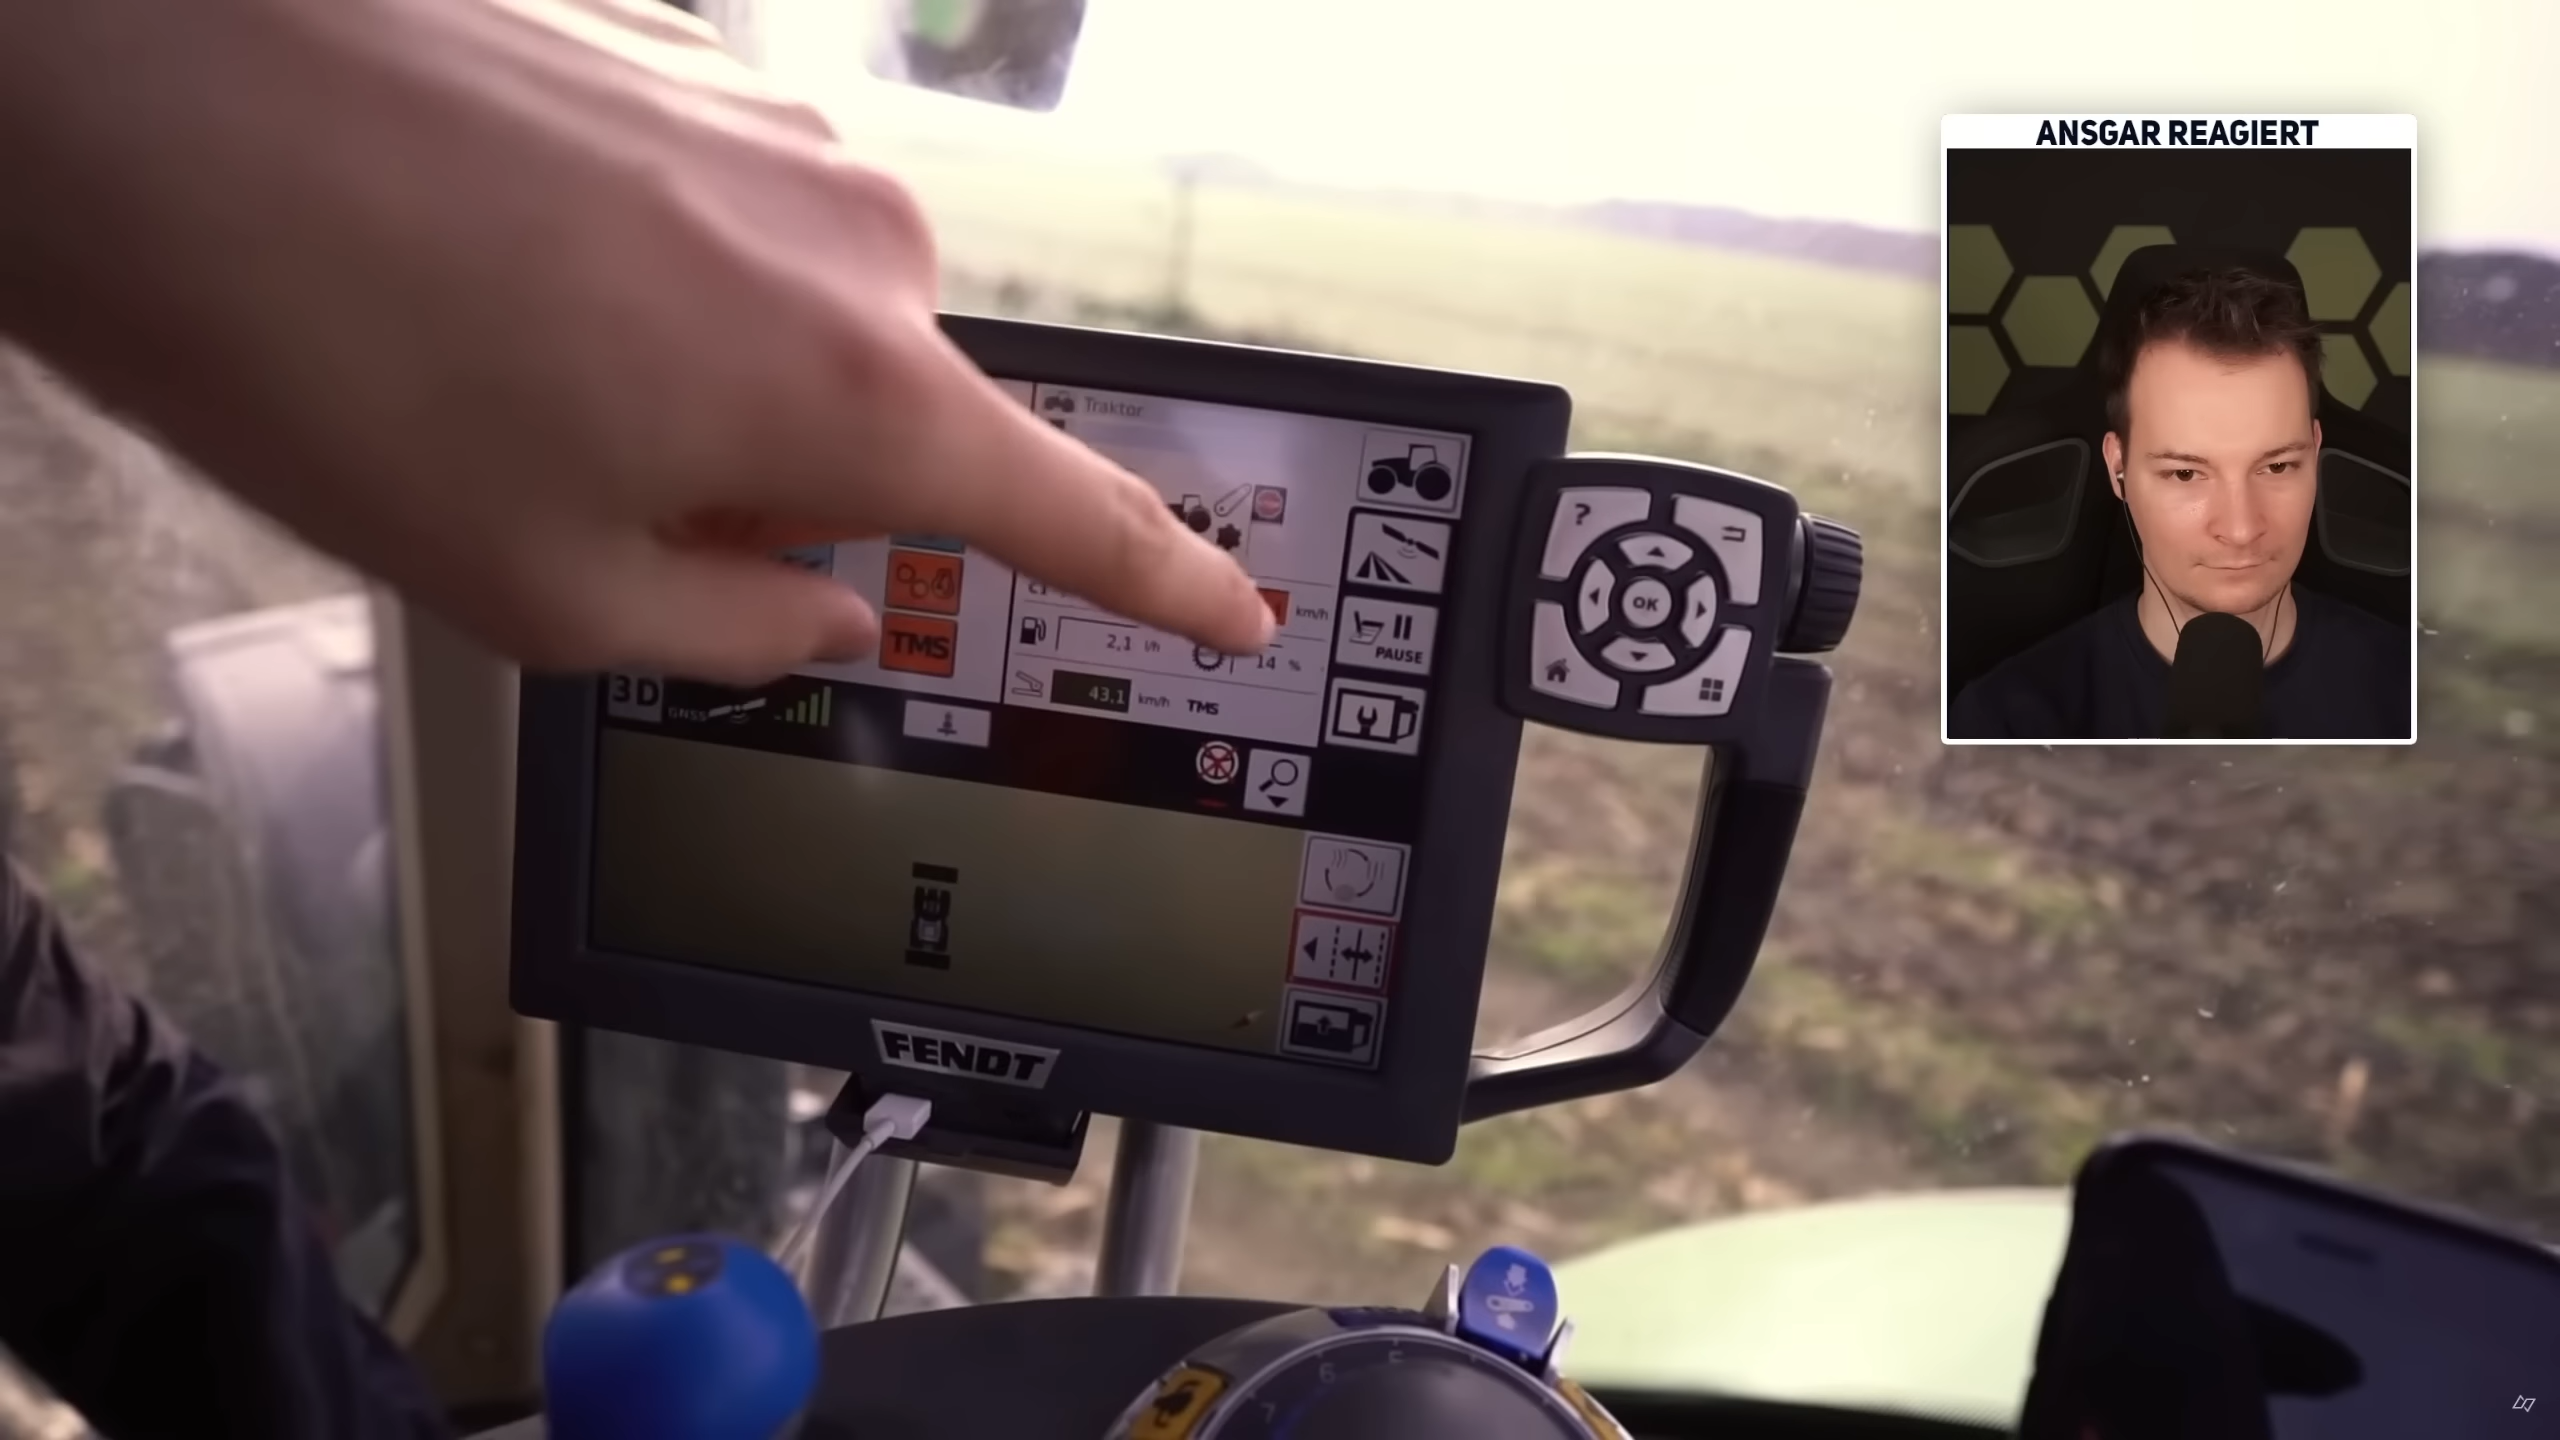 ANSGAR REAGIERT
Traktor
?
km/h
OK
2,1 l/h
14 %
PAUSE
TMS
43,1 km/h TMS
3D
GNSS
FENDT